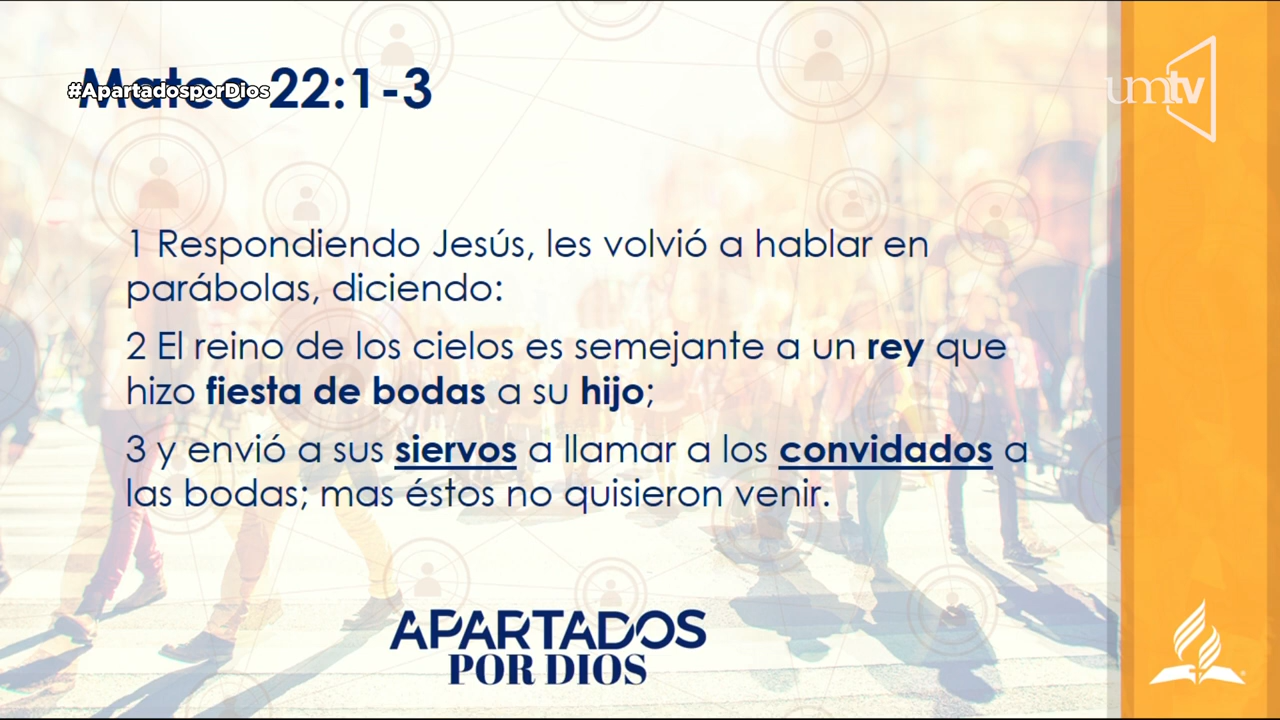 Mateo 22:1-3
#ApartadosporDios
umtv
1 Respondiendo Jesús, les volvió a hablar en
parábolas, diciendo:
2 El reino de los cielos es semejante a un rey que
hizo fiesta de bodas a su hijo;
3 y envió a sus siervos a llamar a los convidados a
las bodas; mas éstos no quisieron venir.
APARTADOS
POR DIOS